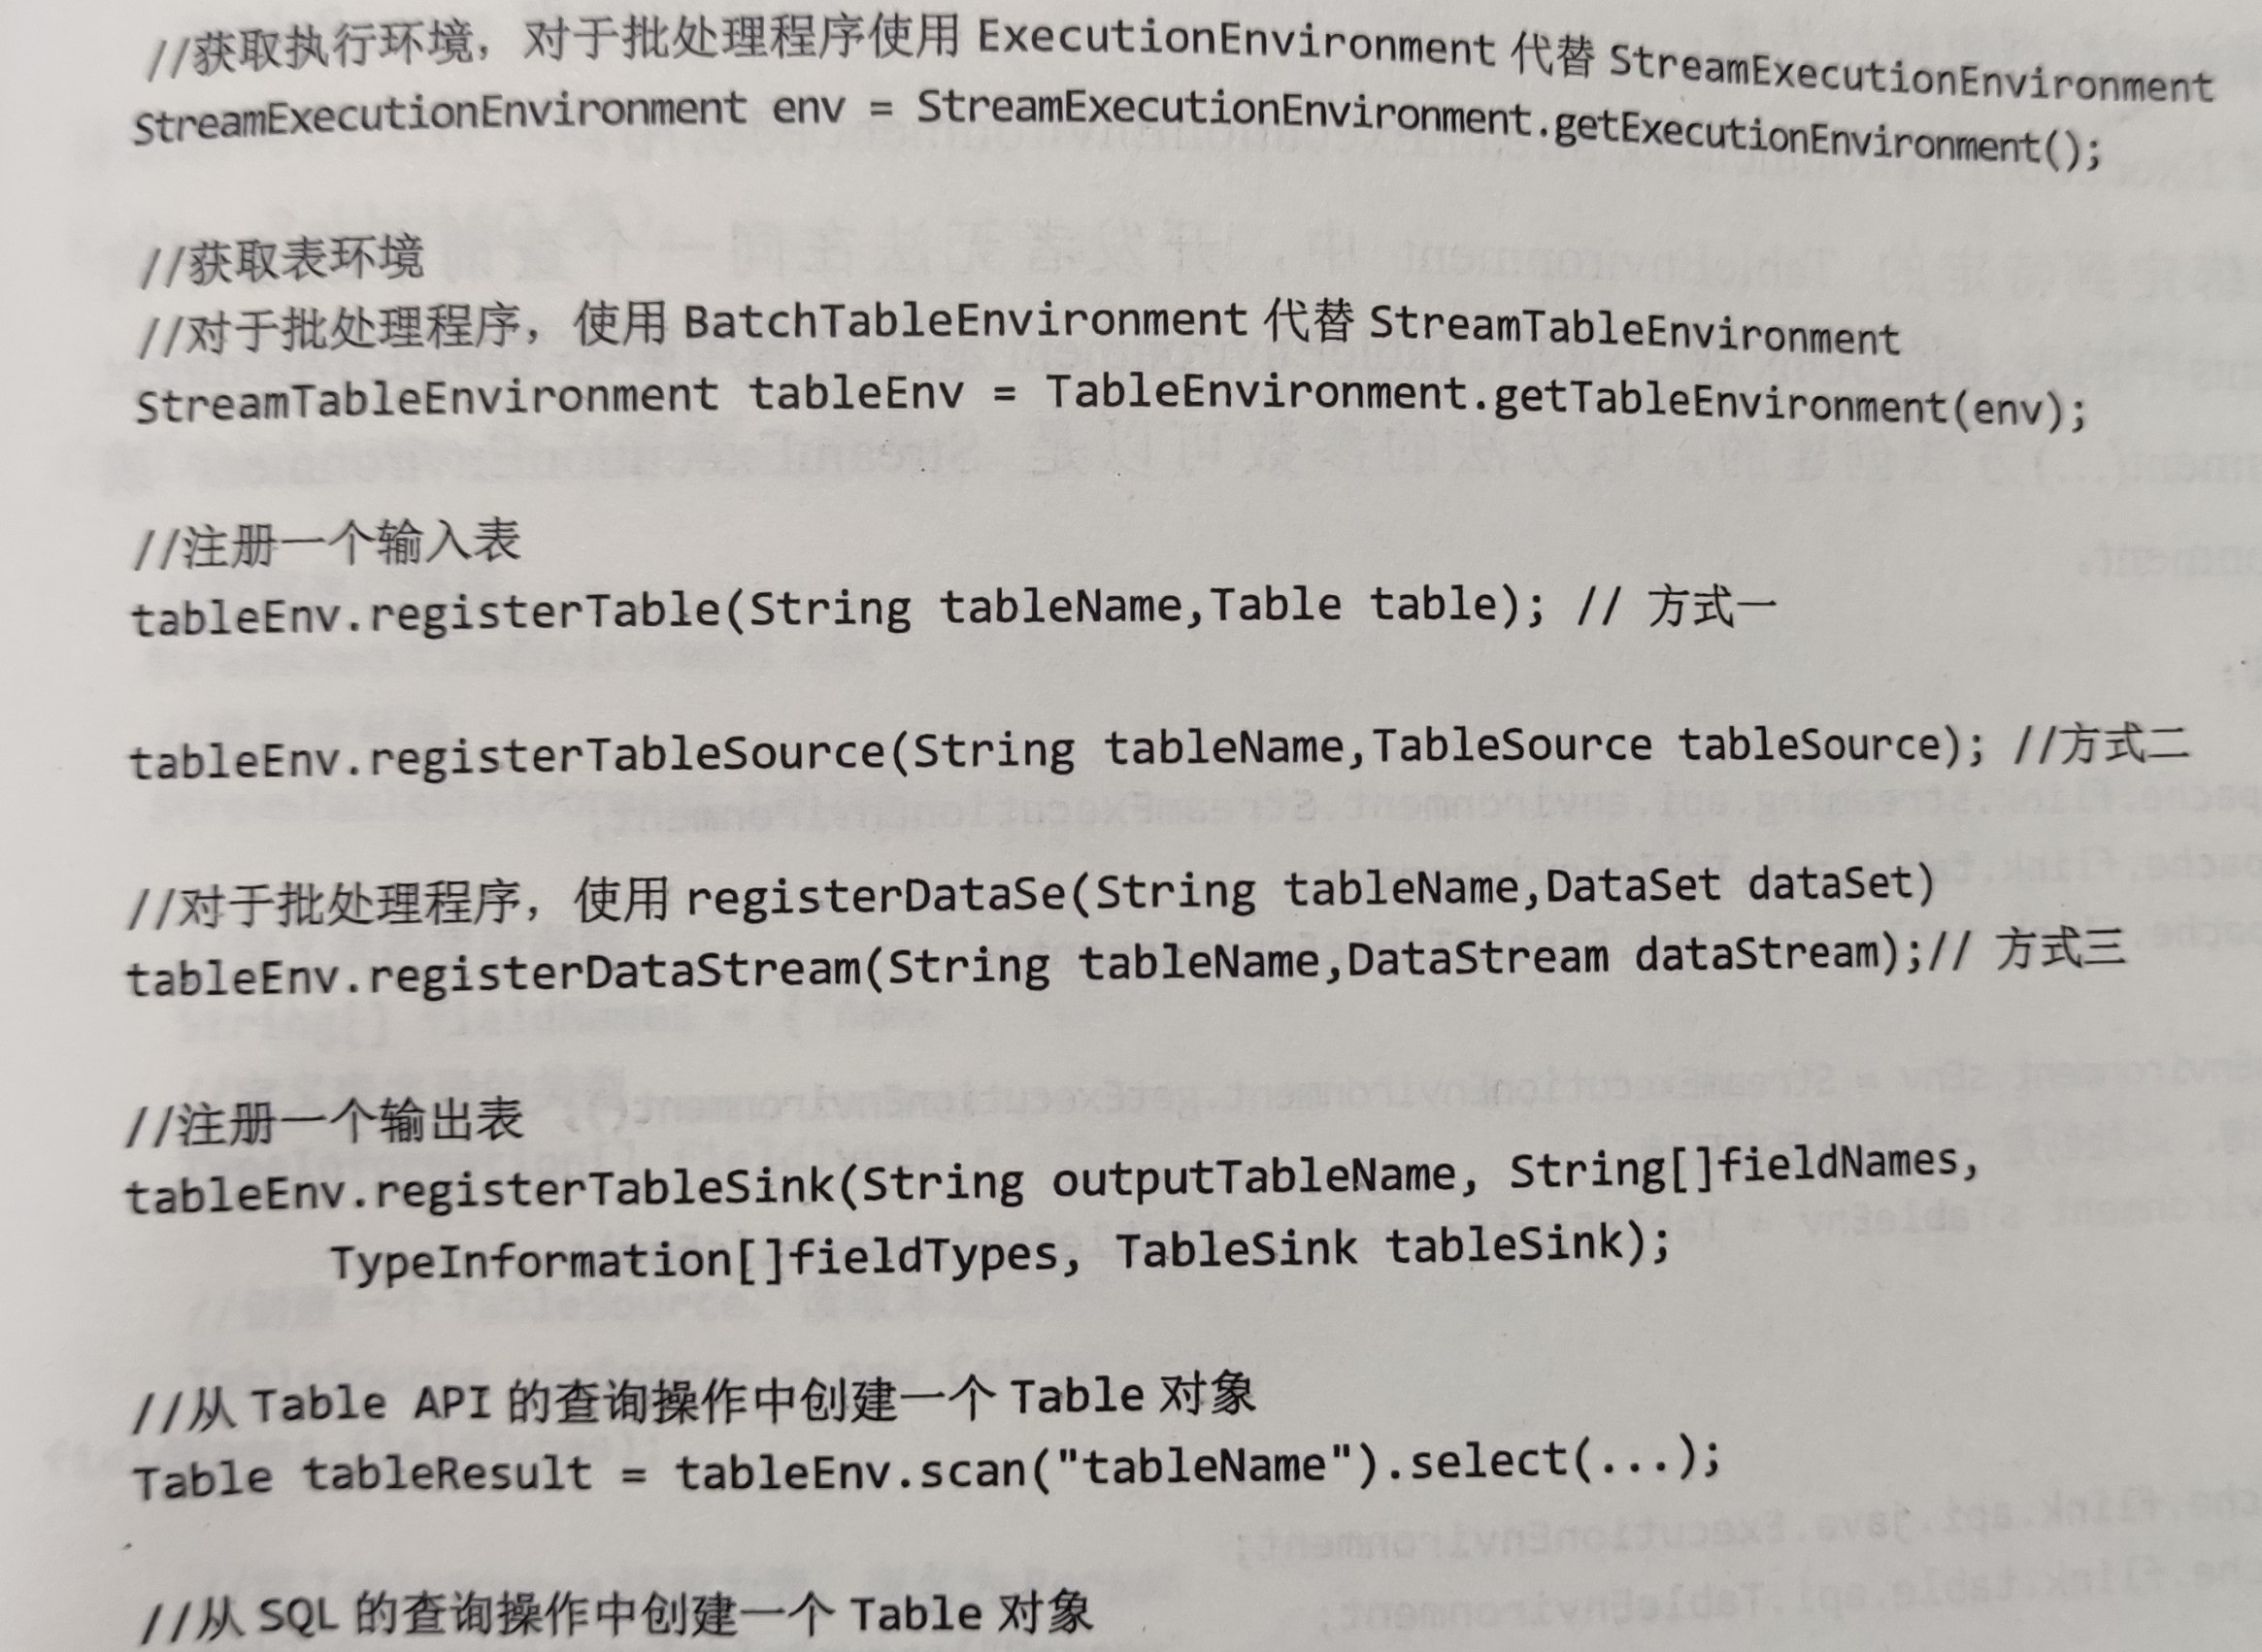 //获取执行环境，对于批处理程序使用 ExecutionEnvironment 代替 StreamExecutionEnvironment
StreamExecutionEnvironment env = StreamExecutionEnvironment.getExecutionEnvironment();
//获取表环境
//对于批处理程序，使用 BatchTableEnvironment 代替 StreamTableEnvironment
StreamTableEnvironment tableEnv = TableEnvironment.getTableEnvironment(env);
//注册一个输入表
tableEnv.registerTable(String tableName,Table table); // 方式一
tableEnv.registerTableSource(String tableName,TableSource tableSource); //方式二
//对于批处理程序，使用 registerDataSe(String tableName,DataSet dataSet)
tableEnv.registerDataStream(String tableName,DataStream dataStream);// 方式三
//注册一个输出表
tableEnv.registerTableSink(String outputTableName, String[]fieldNames,
TypeInformation[]fieldTypes, TableSink tableSink);
//从 Table API 的查询操作中创建一个 Table 对象
Table tableResult = tableEnv.scan("tableName").select(...);
//从 SQL 的查询操作中创建一个 Table 对象